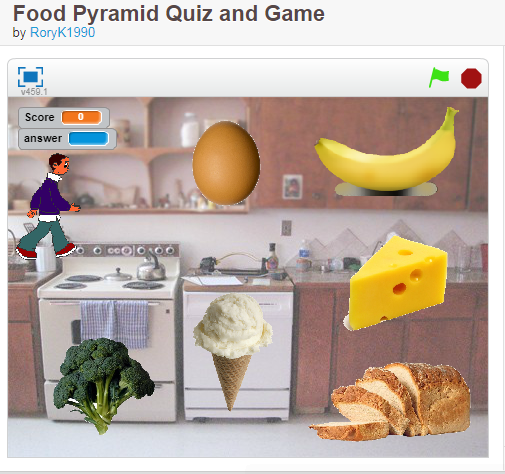 Food Pyramid Quiz and Game
by RoryK1990
v459.1
Score 0
answer